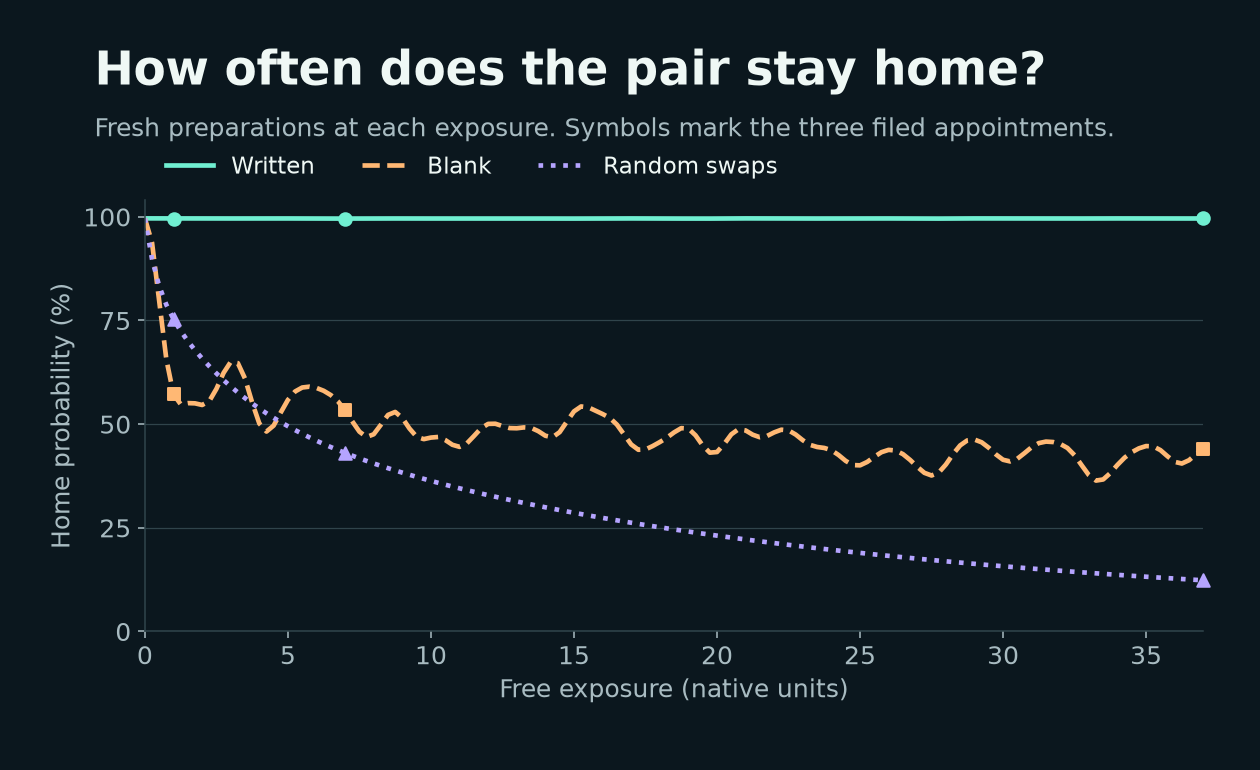 How often does the pair stay home?
Fresh preparations at each exposure. Symbols mark the three filed appointments.
Written Blank Random swaps
100
75
50
25
0
Home probability (%)
0 5 10 15 20 25 30 35
Free exposure (native units)